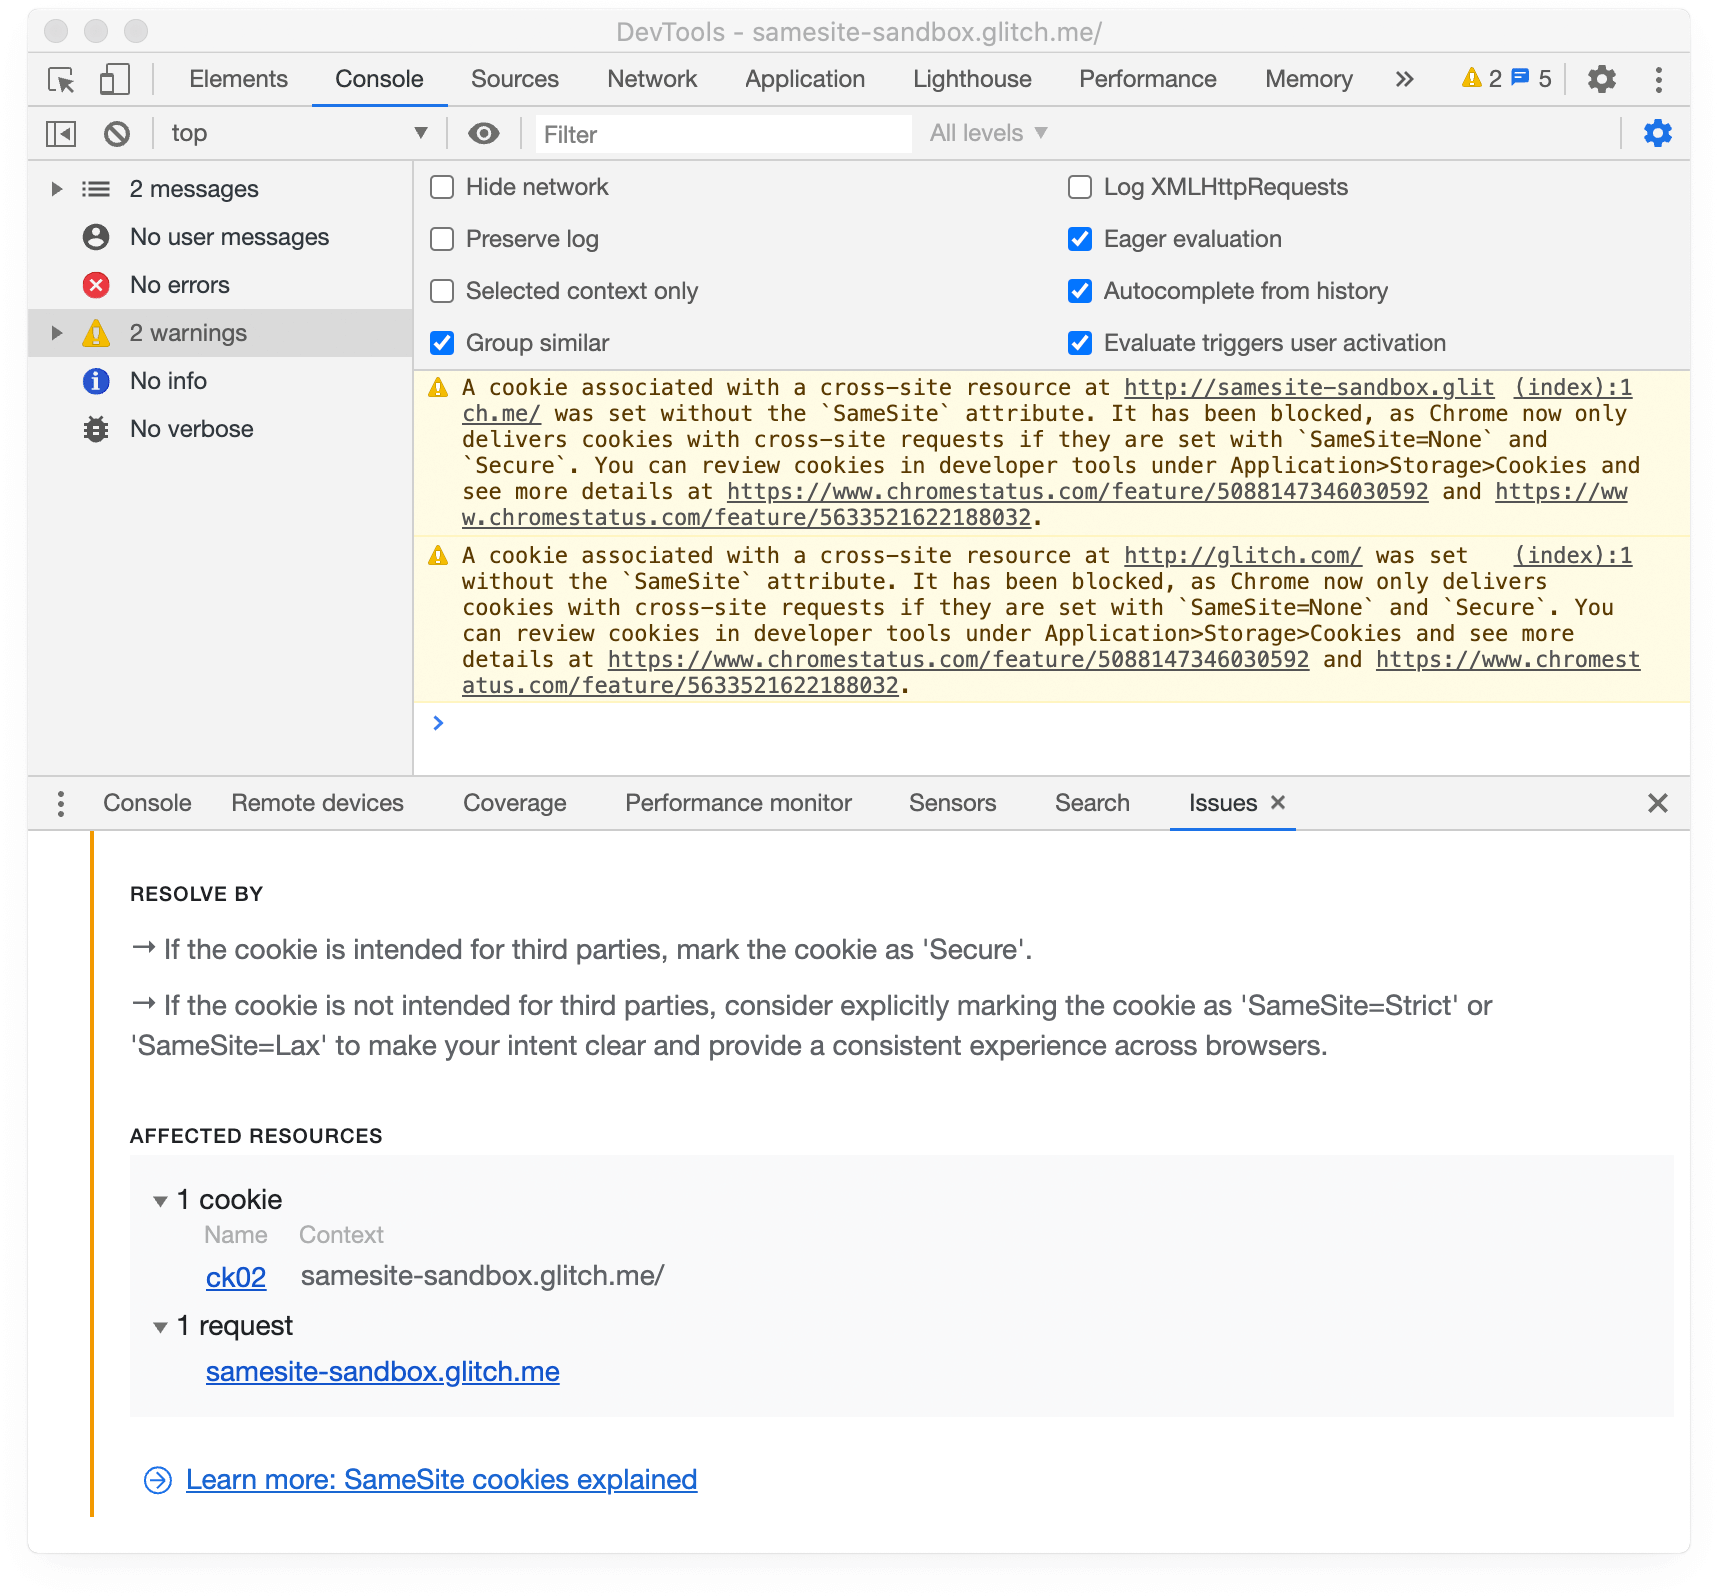 DevTools - samesite-sandbox.glitch.me/
Elements Console Sources Network Application Lighthouse Performance Memory » 2 5
top Filter All levels
2 messages
No user messages
No errors
2 warnings
No info
No verbose
Hide network Log XMLHttpRequests
Preserve log Eager evaluation
Selected context only Autocomplete from history
Group similar Evaluate triggers user activation
A cookie associated with a cross-site resource at http://samesite-sandbox.glit (index):1
ch.me/ was set without the `SameSite` attribute. It has been blocked, as Chrome now only
delivers cookies with cross-site requests if they are set with `SameSite=None` and
`Secure`. You can review cookies in developer tools under Application>Storage>Cookies and
see more details at https://www.chromestatus.com/feature/5088147346030592 and https://ww
w.chromestatus.com/feature/5633521622188032.
A cookie associated with a cross-site resource at http://glitch.com/ was set (index):1
without the `SameSite` attribute. It has been blocked, as Chrome now only delivers
cookies with cross-site requests if they are set with `SameSite=None` and `Secure`. You
can review cookies in developer tools under Application>Storage>Cookies and see more
details at https://www.chromestatus.com/feature/5088147346030592 and https://www.chromest
atus.com/feature/5633521622188032.
Console Remote devices Coverage Performance monitor Sensors Search Issues
RESOLVE BY
→ If the cookie is intended for third parties, mark the cookie as 'Secure'.
→ If the cookie is not intended for third parties, consider explicitly marking the cookie as 'SameSite=Strict' or
'SameSite=Lax' to make your intent clear and provide a consistent experience across browsers.
AFFECTED RESOURCES
1 cookie
Name Context
ck02 samesite-sandbox.glitch.me/
1 request
samesite-sandbox.glitch.me
Learn more: SameSite cookies explained